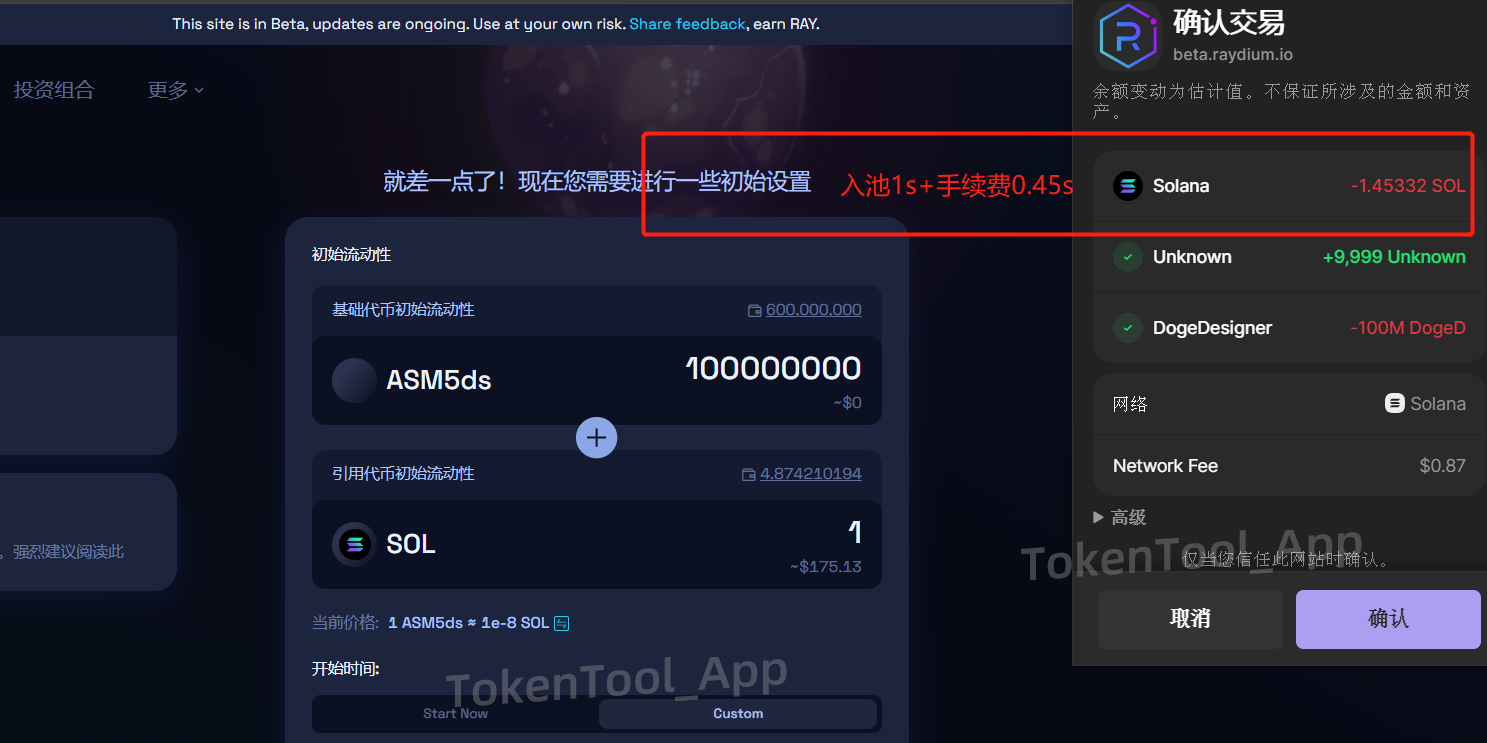 This site is in Beta, updates are ongoing. Use at your own risk. Share feedback, earn RAY.
投资组合
更多
就差一点了！现在您需要进行一些初始设置
入池1s+手续费0.45s
初始流动性
基础代币初始流动性
600,000,000
ASM5ds
100000000
~$0
引用代币初始流动性
4.874210194
SOL
1
~$175.13
当前价格: 1 ASM5ds ≈ 1e-8 SOL
开始时间:
Start Now
Custom
。强烈建议阅读此
确认交易
beta.raydium.io
余额变动为估计值。不保证所涉及的金额和资
产。
Solana
-1.45332 SOL
Unknown
+9,999 Unknown
DogeDesigner
-100M DogeD
网络
Solana
Network Fee
$0.87
高级
仅当您信任此网站时确认。
取消
确认
TokenTool_App
TokenTool_App